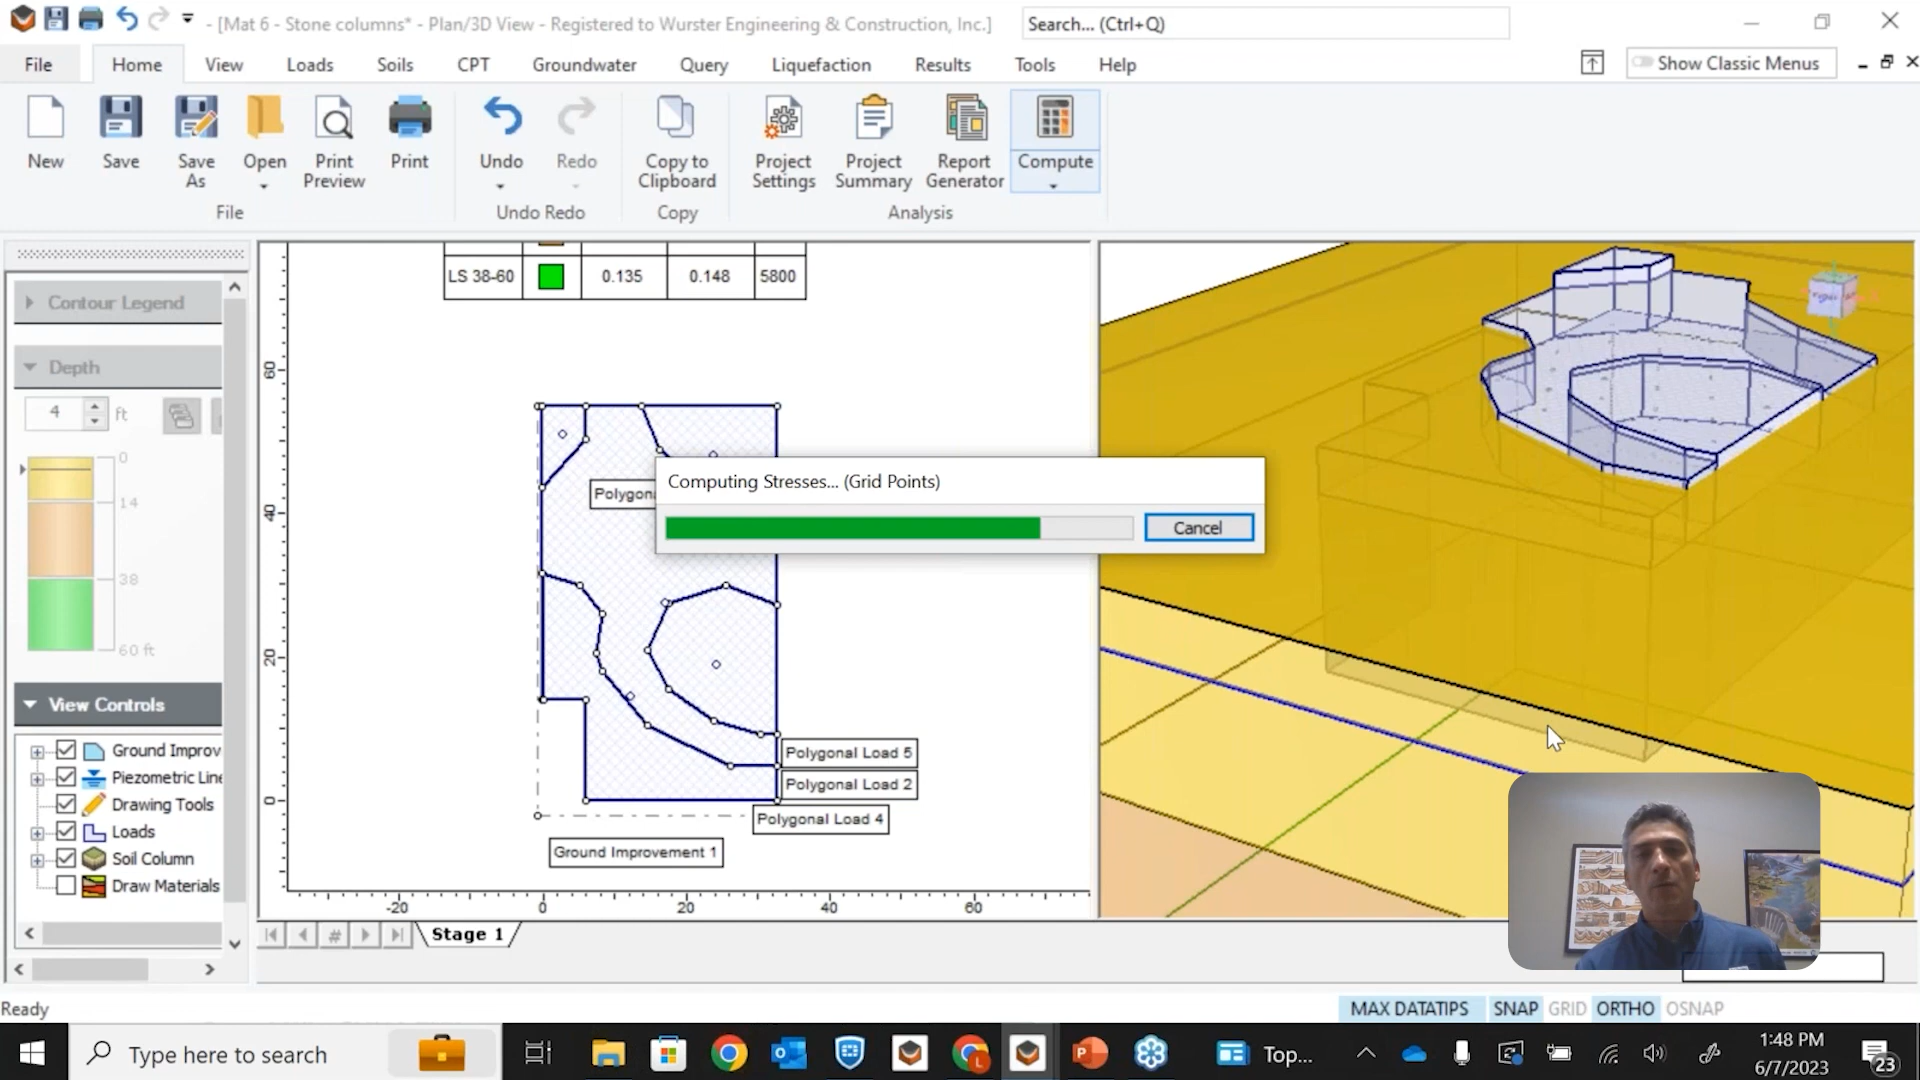 - [Mat 6 - Stone columns* - Plan/3D View - Registered to Wurster Engineering & Construction, Inc.]
Search... (Ctrl+Q)
File Home View Loads Soils CPT Groundwater Query Liquefaction Results Tools Help
Show Classic Menus
New Save Save As Open Print Preview Print Undo Redo Copy to Clipboard Project Settings Project Summary Report Generator Compute
File Undo Redo Copy Analysis
Contour Legend
Depth
4 ft
0
14
38
60 ft
View Controls
Ground Improv
Piezometric Line
Drawing Tools
Loads
Soil Column
Draw Materials
LS 38-60 0.135 0.148 5800
60
40
20
0
-20 0 20 40 60
Polygona
Polygonal Load 5
Polygonal Load 2
Polygonal Load 4
Ground Improvement 1
Computing Stresses... (Grid Points)
Cancel
# Stage 1
Ready
MAX DATATIPS SNAP GRID ORTHO OSNAP
Type here to search
Top...
1:48 PM
6/7/2023
23